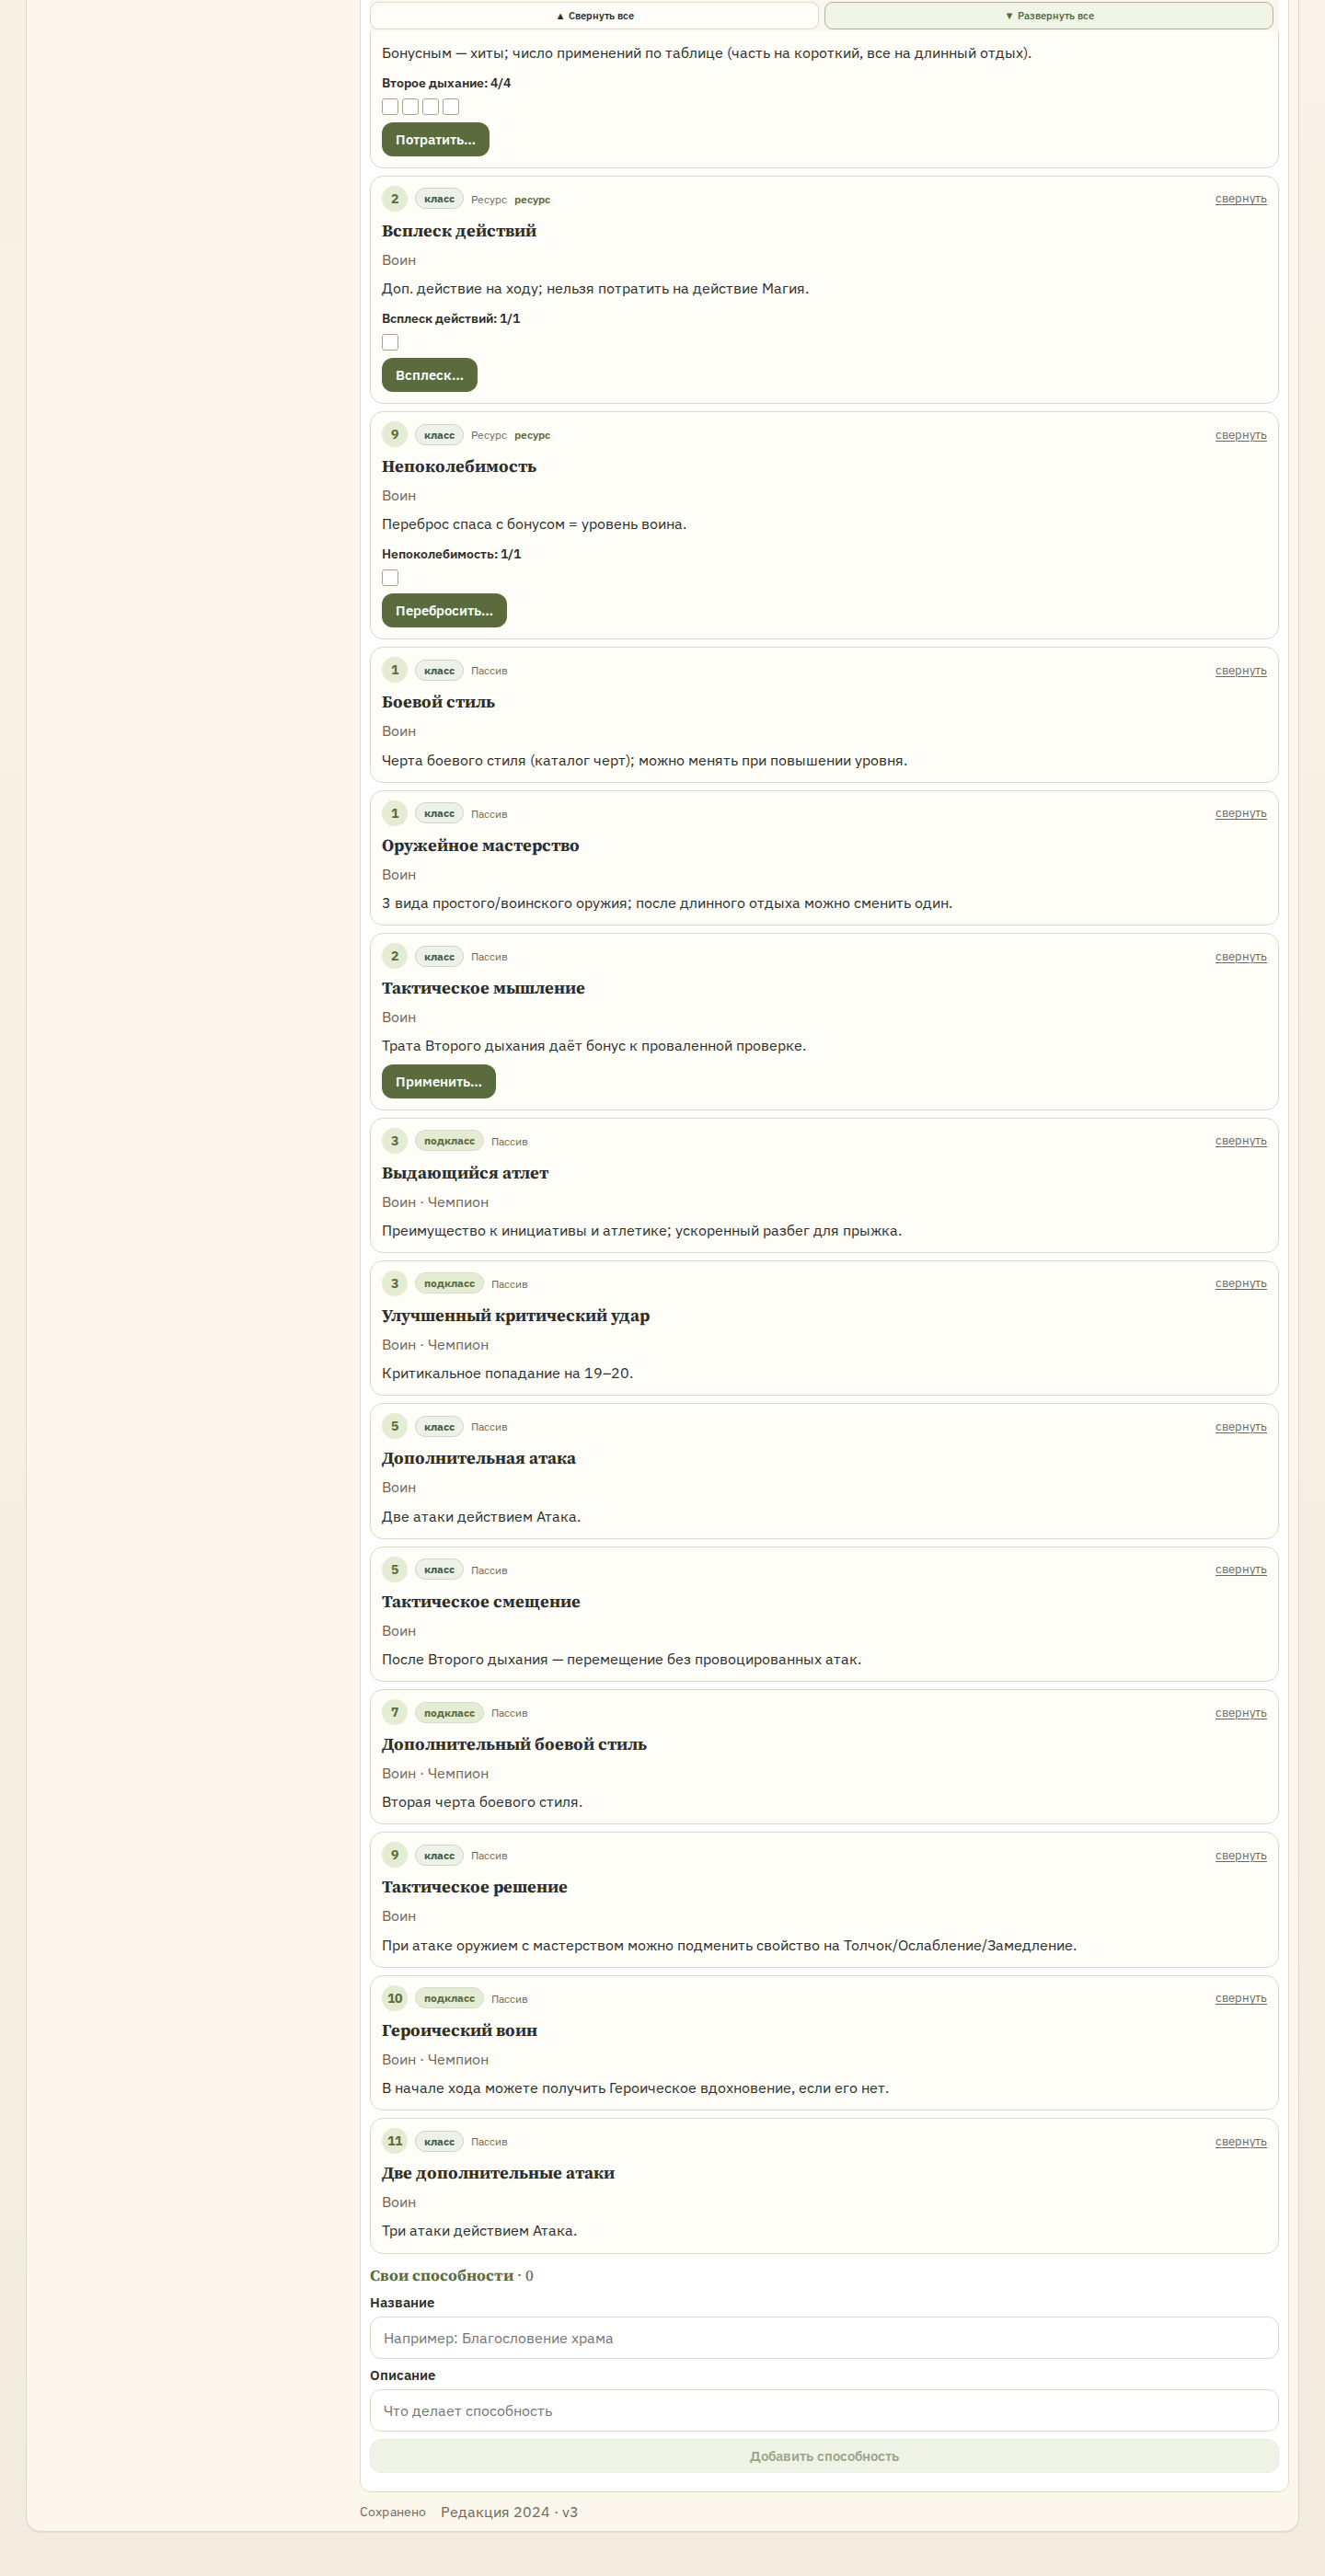 ▲ Свернуть все
▼ Развернуть все
Бонусным — хиты; число применений по таблице (часть на короткий, все на длинный отдых).
Второе дыхание: 4/4
Потратить...
2 класс Ресурс ресурс свернуть
Всплеск действий
Воин
Доп. действие на ходу; нельзя потратить на действие Магия.
Всплеск действий: 1/1
Всплеск...
9 класс Ресурс ресурс свернуть
Непоколебимость
Воин
Переброс спаса с бонусом = уровень воина.
Непоколебимость: 1/1
Перебросить...
1 класс Пассив свернуть
Боевой стиль
Воин
Черта боевого стиля (каталог черт); можно менять при повышении уровня.
1 класс Пассив свернуть
Оружейное мастерство
Воин
3 вида простого/воинского оружия; после длинного отдыха можно сменить один.
2 класс Пассив свернуть
Тактическое мышление
Воин
Трата Второго дыхания даёт бонус к проваленной проверке.
Применить...
3 подкласс Пассив свернуть
Выдающийся атлет
Воин · Чемпион
Преимущество к инициативы и атлетике; ускоренный разбег для прыжка.
3 подкласс Пассив свернуть
Улучшенный критический удар
Воин · Чемпион
Критикальное попадание на 19–20.
5 класс Пассив свернуть
Дополнительная атака
Воин
Две атаки действием Атака.
5 класс Пассив свернуть
Тактическое смещение
Воин
После Второго дыхания — перемещение без провоцированных атак.
7 подкласс Пассив свернуть
Дополнительный боевой стиль
Воин · Чемпион
Вторая черта боевого стиля.
9 класс Пассив свернуть
Тактическое решение
Воин
При атаке оружием с мастерством можно подменить свойство на Толчок/Ослабление/Замедление.
10 подкласс Пассив свернуть
Героический воин
Воин · Чемпион
В начале хода можете получить Героическое вдохновение, если его нет.
11 класс Пассив свернуть
Две дополнительные атаки
Воин
Три атаки действием Атака.
Свои способности · 0
Название
Например: Благословение храма
Описание
Что делает способность
Добавить способность
Сохранено Редакция 2024 · v3